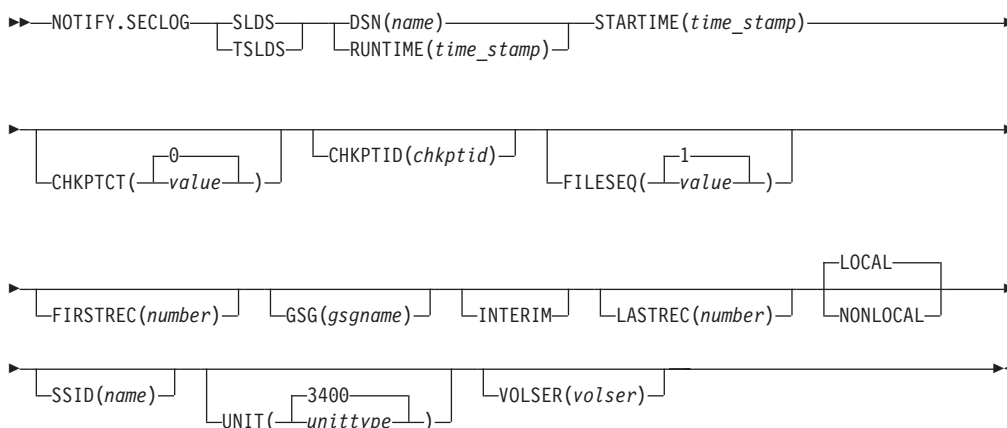 NOTIFY.SECLOG SLDS DSN(name) STARTIME(time_stamp)
TSLDS RUNTIME(time_stamp)
0 CHKPTID(chkptid) 1
CHKPTCT( value ) FILESEQ( value )
LOCAL
FIRSTREC(number) GSG(gsgname) INTERIM LASTREC(number) NONLOCAL
SSID(name) 3400 VOLSER(volser)
UNIT( unittype )